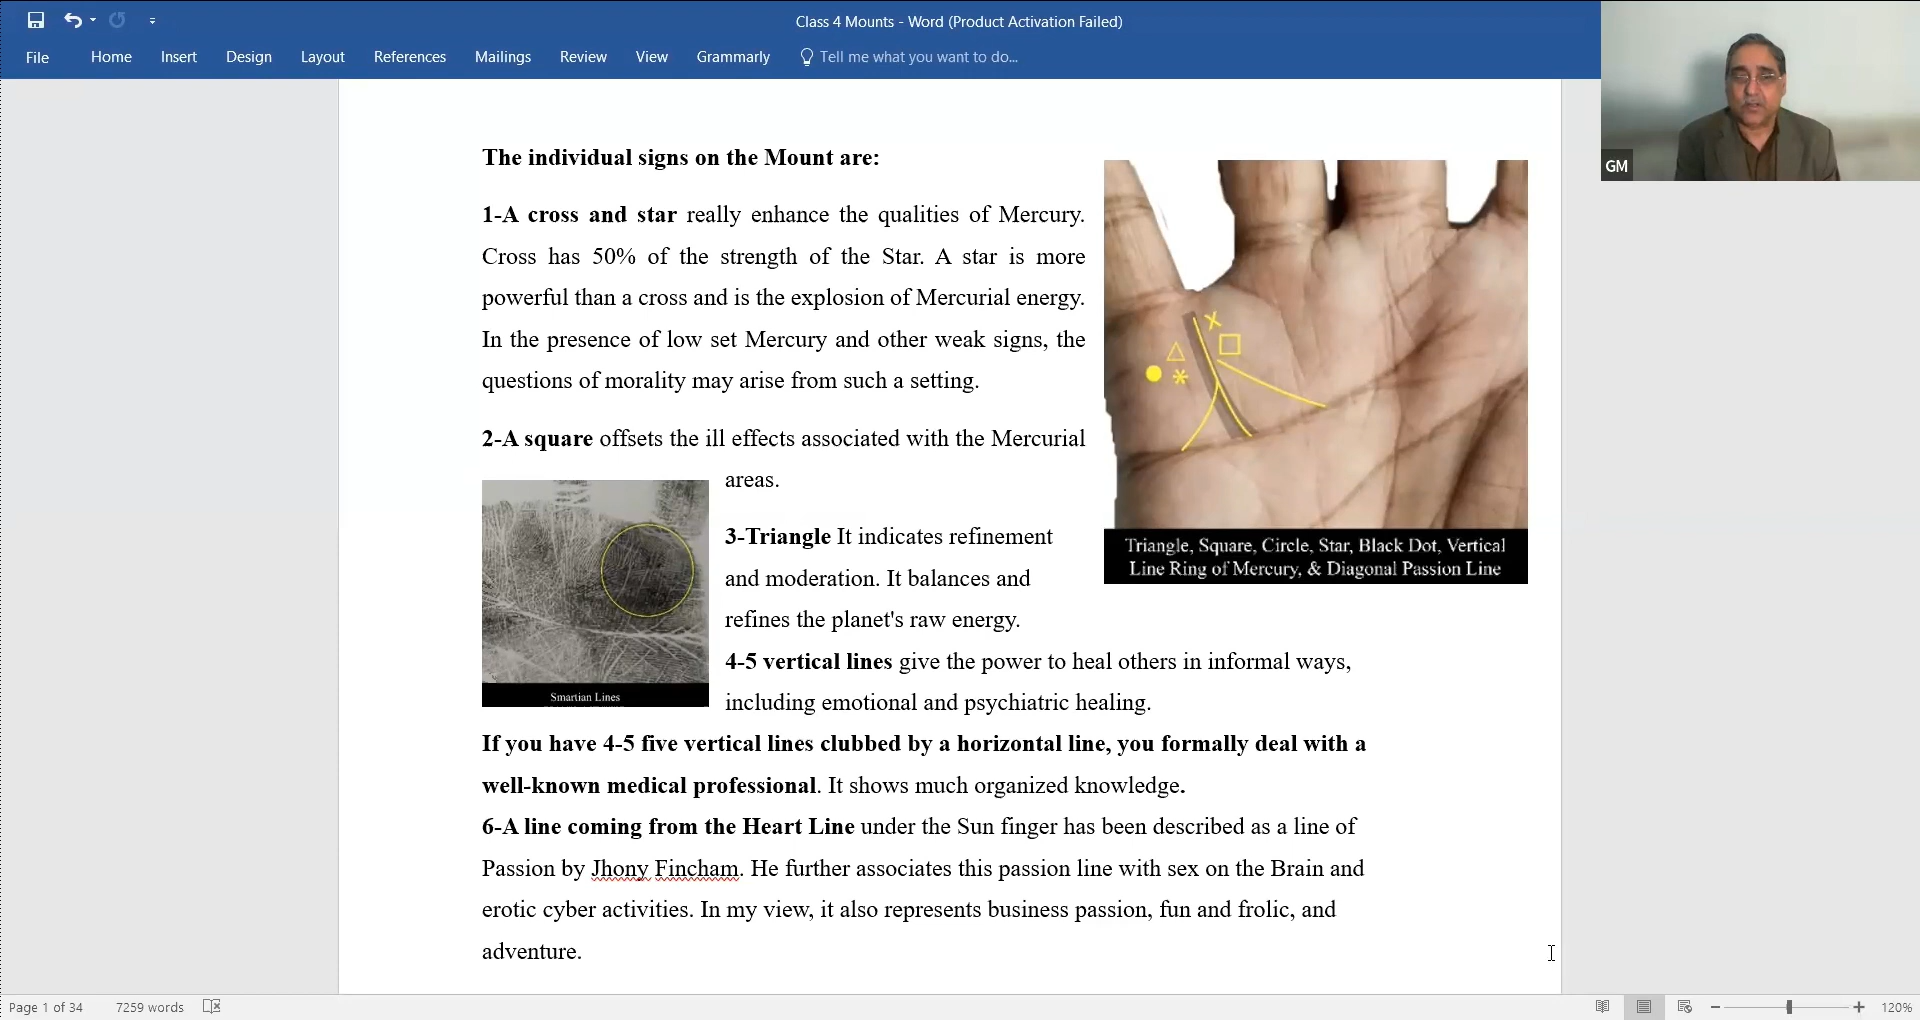 Class 4 Mounts - Word (Product Activation Failed)
File Home Insert Design Layout References Mailings Review View Grammarly Tell me what you want to do...
GM
The individual signs on the Mount are:
1-A cross and star really enhance the qualities of Mercury.
Cross has 50% of the strength of the Star. A star is more
powerful than a cross and is the explosion of Mercurial energy.
In the presence of low set Mercury and other weak signs, the
questions of morality may arise from such a setting.
2-A square offsets the ill effects associated with the Mercurial
areas.
3-Triangle It indicates refinement
and moderation. It balances and
refines the planet's raw energy.
Triangle, Square, Circle, Star, Black Dot, Vertical
Line Ring of Mercury, & Diagonal Passion Line
4-5 vertical lines give the power to heal others in informal ways,
including emotional and psychiatric healing.
Smartian Lines
If you have 4-5 five vertical lines clubbed by a horizontal line, you formally deal with a
well-known medical professional. It shows much organized knowledge.
6-A line coming from the Heart Line under the Sun finger has been described as a line of
Passion by Jhony Fincham. He further associates this passion line with sex on the Brain and
erotic cyber activities. In my view, it also represents business passion, fun and frolic, and
adventure.
Page 1 of 34 7259 words 120%